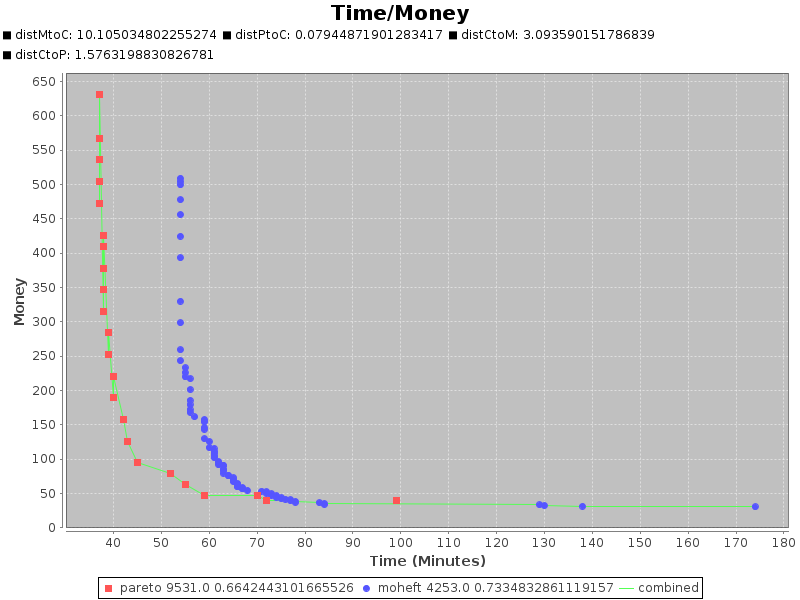 Time/Money
distMtoC: 10.105034802255274 distPtoC: 0.07944871901283417 distCtoM: 3.093590151786839
distCtoP: 1.5763198830826781
650
600
550
500
450
400
350
300
250
200
150
100
50
0
Money
40 50 60 70 80 90 100 110 120 130 140 150 160 170 180
Time (Minutes)
pareto 9531.0 0.6642443101665526 moheft 4253.0 0.7334832861119157 combined